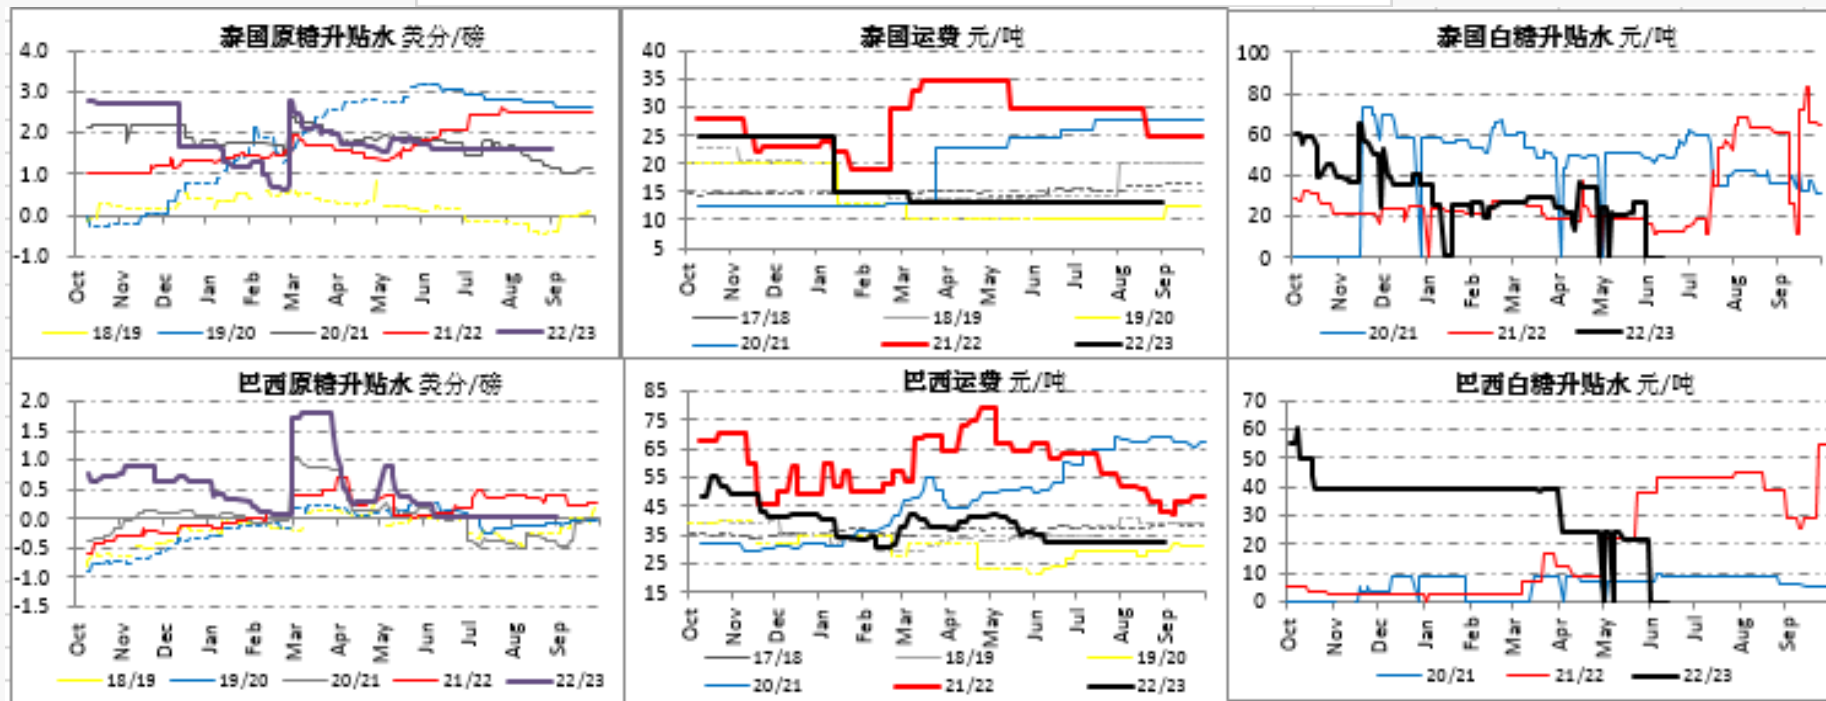 泰国原糖升贴水 美分/磅
4.0
3.0
2.0
1.0
0.0
-1.0
Oct Nov Dec Jan Feb Mar Apr May Jun Jul Aug Sep
18/19 19/20 20/21 21/22 22/23
泰国运费 元/吨
40
35
30
25
20
15
10
5
Oct Nov Dec Jan Feb Mar Apr May Jun Jul Aug Sep
17/18 18/19 19/20
20/21 21/22 22/23
泰国白糖升贴水 元/吨
100
80
60
40
20
0
Oct Nov Dec Jan Feb Mar Apr May Jun Jul Aug Sep
20/21 21/22 22/23
巴西原糖升贴水 美分/磅
2.0
1.5
1.0
0.5
0.0
-0.5
-1.0
-1.5
Oct Nov Dec Jan Feb Mar Apr May Jun Jul Aug Sep
18/19 19/20 20/21 21/22 22/23
巴西运费 元/吨
85
75
65
55
45
35
25
15
Oct Nov Dec Jan Feb Mar Apr May Jun Jul Aug Sep
17/18 18/19 19/20
20/21 21/22 22/23
巴西白糖升贴水 元/吨
70
60
50
40
30
20
10
0
Oct Nov Dec Jan Feb Mar Apr May Jun Jul Aug Sep
20/21 21/22 22/23